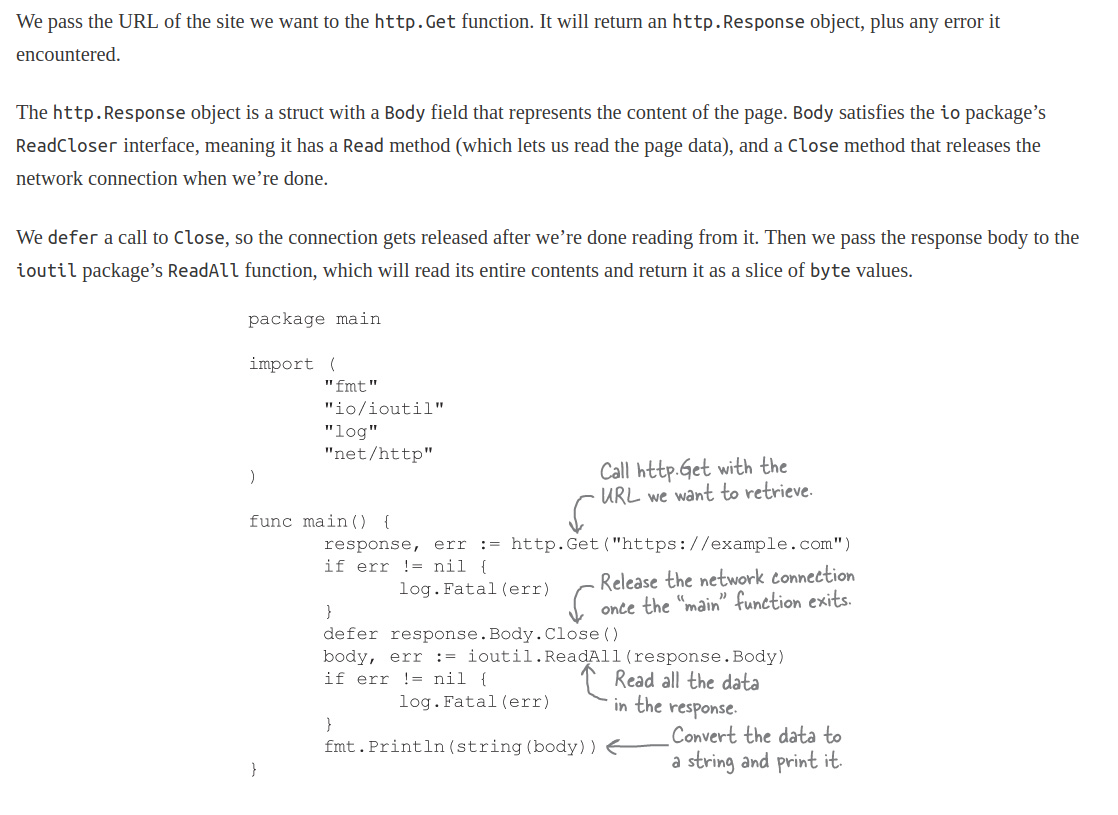 We pass the URL of the site we want to the http.Get function. It will return an http.Response object, plus any error it
encountered.
The http.Response object is a struct with a Body field that represents the content of the page. Body satisfies the io package’s
ReadCloser interface, meaning it has a Read method (which lets us read the page data), and a Close method that releases the
network connection when we’re done.
We defer a call to Close, so the connection gets released after we’re done reading from it. Then we pass the response body to the
ioutil package’s ReadAll function, which will read its entire contents and return it as a slice of byte values.
package main
import (
"fmt"
"io/ioutil"
"log"
"net/http"
)
Call http.Get with the
URL we want to retrieve.
func main() {
response, err := http.Get("https://example.com")
if err != nil {
log.Fatal(err)
}
Release the network connection
once the “main” function exits.
defer response.Body.Close()
body, err := ioutil.ReadAll(response.Body)
if err != nil {
log.Fatal(err)
}
Read all the data
in the response.
fmt.Println(string(body))
Convert the data to
a string and print it.
}